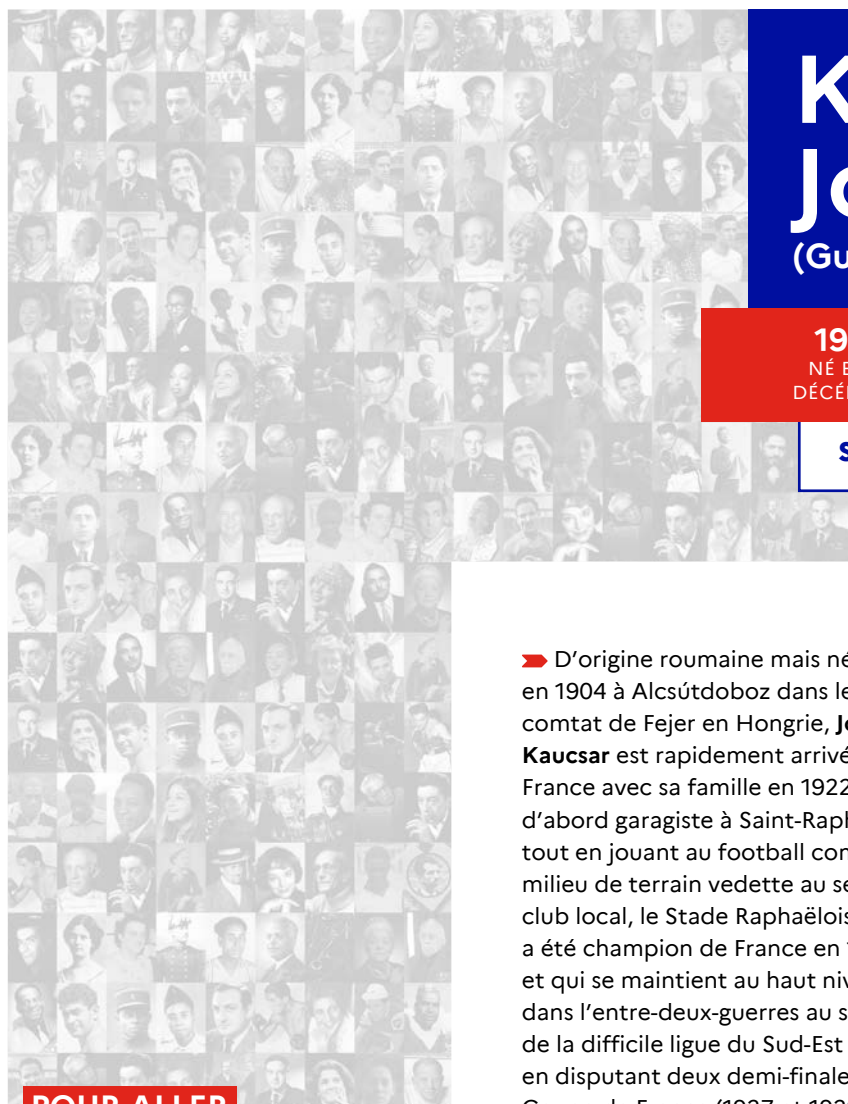 K
Jo
(Gu
19
NÉ E
DÉCÉ
S
D’origine roumaine mais né
en 1904 à Alcsútdoboz dans le
comtat de Fejer en Hongrie, J
Kaucsar est rapidement arrivé
France avec sa famille en 1922
d’abord garagiste à Saint-Raph
tout en jouant au football con
milieu de terrain vedette au se
club local, le Stade Raphaëlois
a été champion de France en 1
et qui se maintient au haut niv
dans l’entre-deux-guerres au s
de la difficile ligue du Sud-Est
en disputant deux demi-finale
POUR ALLER